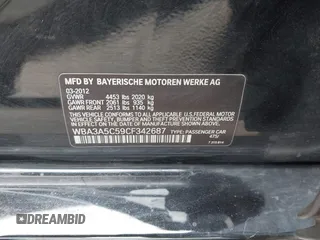 MFD. BY BAYERISCHE MOTOREN WERKE AG
03-2012
GVWR 4453 lbs 2020 kg
GAWR FRONT 2061 lbs 935 kg
GAWR REAR 2513 lbs 1140 kg
THIS VEHICLE CONFORMS TO ALL APPLICABLE
FEDERAL MOTOR VEHICLE SAFETY, BUMPER,
AND THEFT PREVENTION STANDARDS IN EFFECT
ON THE DATE OF MANUFACTURE SHOWN ABOVE.
WBA3A5C59CF342687 TYPE: PASSENGER CAR
DREAMBID